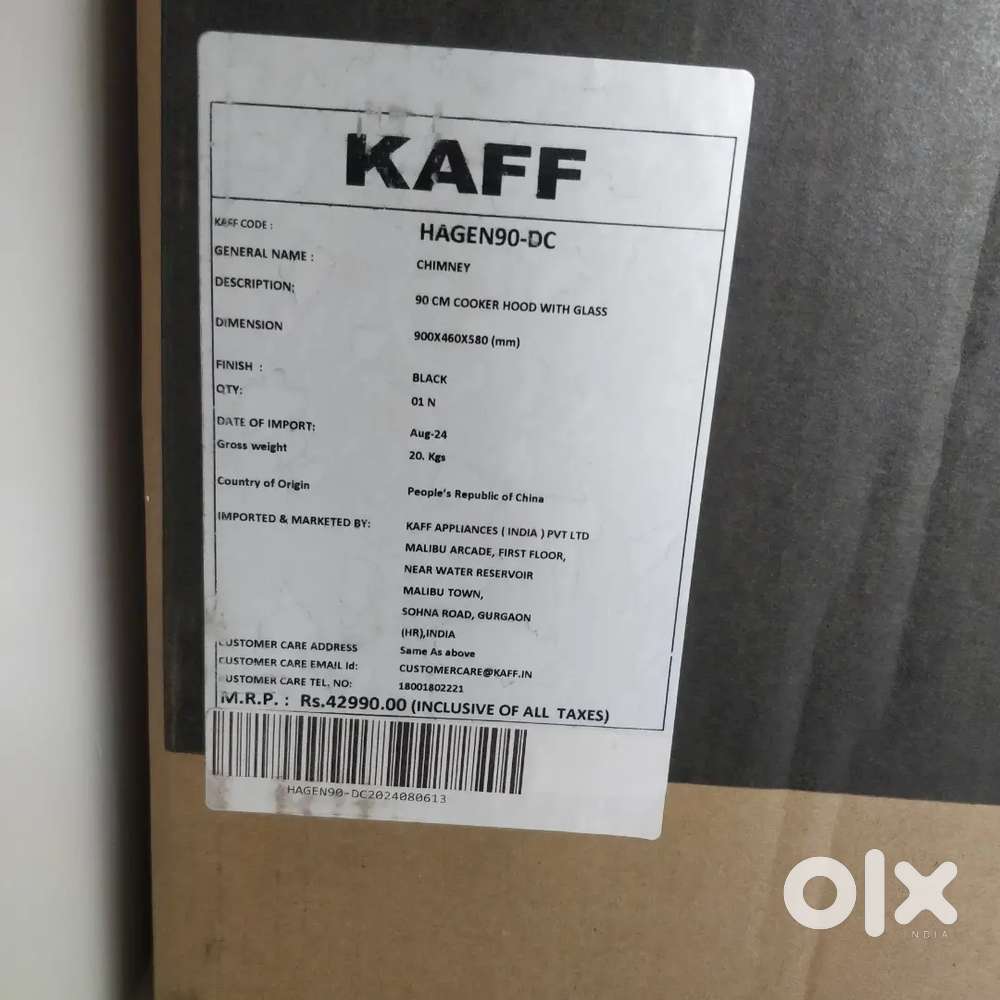 KAFF
KAFF CODE : HAGEN90-DC
GENERAL NAME : CHIMNEY
DESCRIPTION: 90 CM COOKER HOOD WITH GLASS
DIMENSION 900X460X580 (mm)
FINISH : BLACK
QTY: 01 N
DATE OF IMPORT: Aug-24
Gross weight 20. Kgs
Country of Origin People's Republic of China
IMPORTED & MARKETED BY: KAFF APPLIANCES ( INDIA ) PVT LTD
MALIBU ARCADE, FIRST FLOOR,
NEAR WATER RESERVOIR
MALIBU TOWN,
SOHNA ROAD, GURGAON
(HR),INDIA
CUSTOMER CARE ADDRESS Same As above
CUSTOMER CARE EMAIL Id: CUSTOMERCARE@KAFF.IN
CUSTOMER CARE TEL. NO: 18001802221
M.R.P. : Rs.42990.00 (INCLUSIVE OF ALL TAXES)
HAGEN90-DC2024080613
olx
INDIA